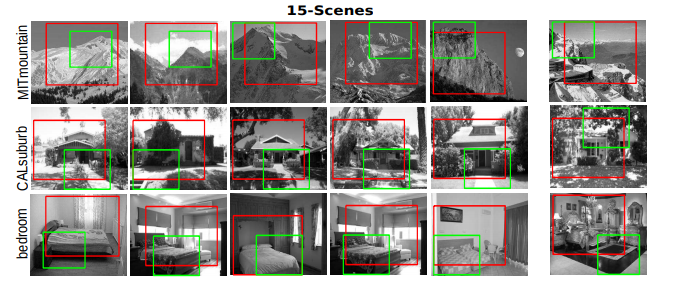 15-Scenes
MITmountain
CALsuburb
bedroom